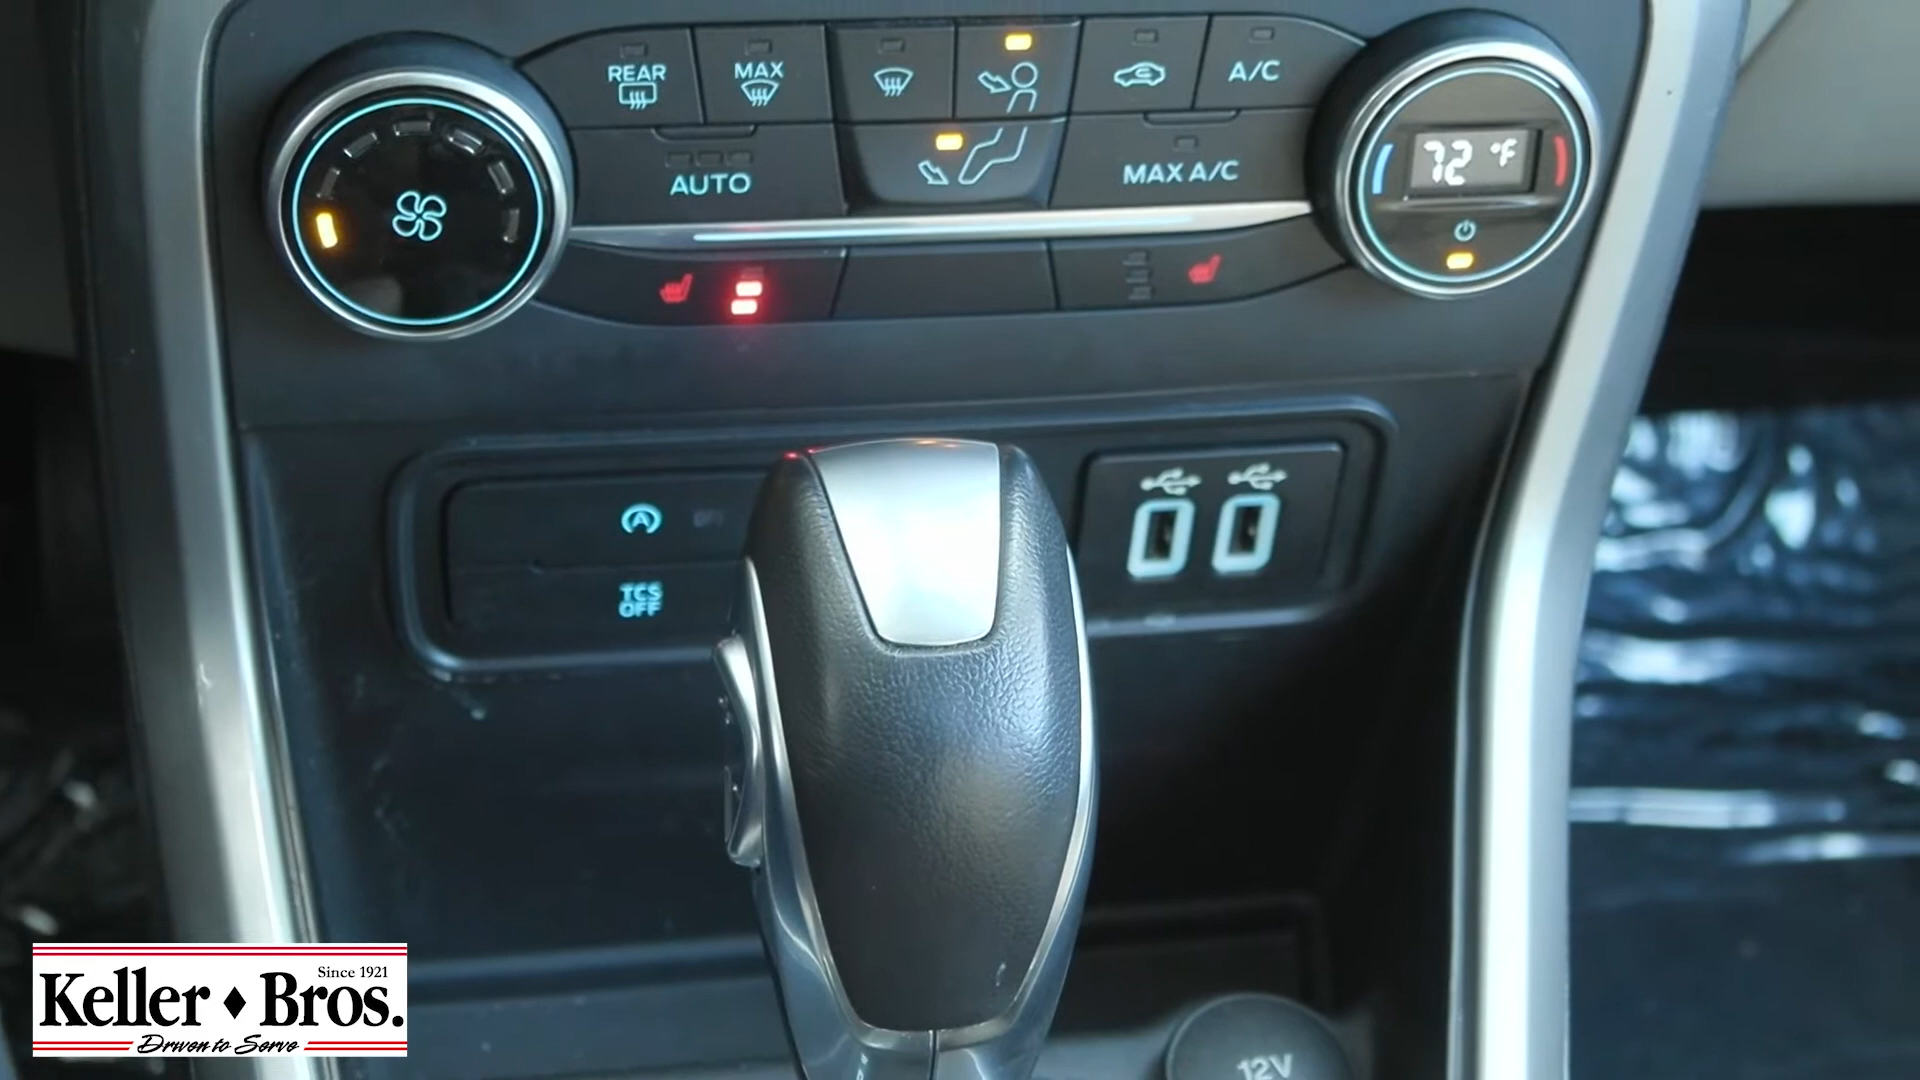 REAR
MAX
A/C
AUTO
MAX A/C
72 °F
A
TCS
OFF
12V
Since 1921
Keller Bros.
Driven to Serve